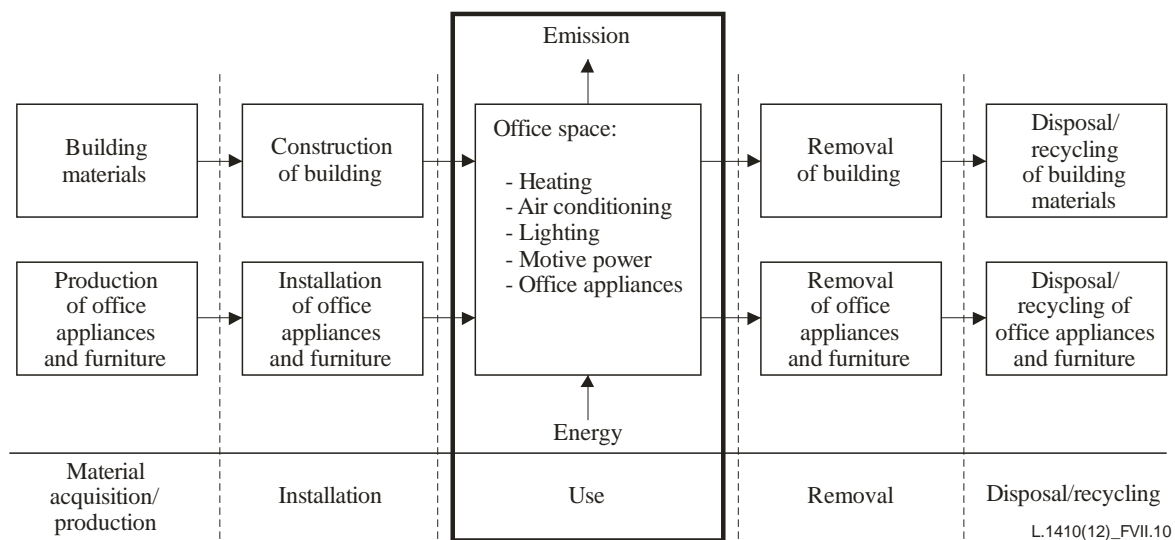 Emission
Building
materials
Construction
of building
Office space:
- Heating
- Air conditioning
- Lighting
- Motive power
- Office appliances
Removal
of building
Disposal/
recycling
of building
materials
Production
of office
appliances
and furniture
Installation
of office
appliances
and furniture
Removal
of office
appliances
and furniture
Disposal/
recycling of
office appliances
and furniture
Energy
Material
acquisition/
production
Installation
Use
Removal
Disposal/recycling
L.1410(12)_FVII.10